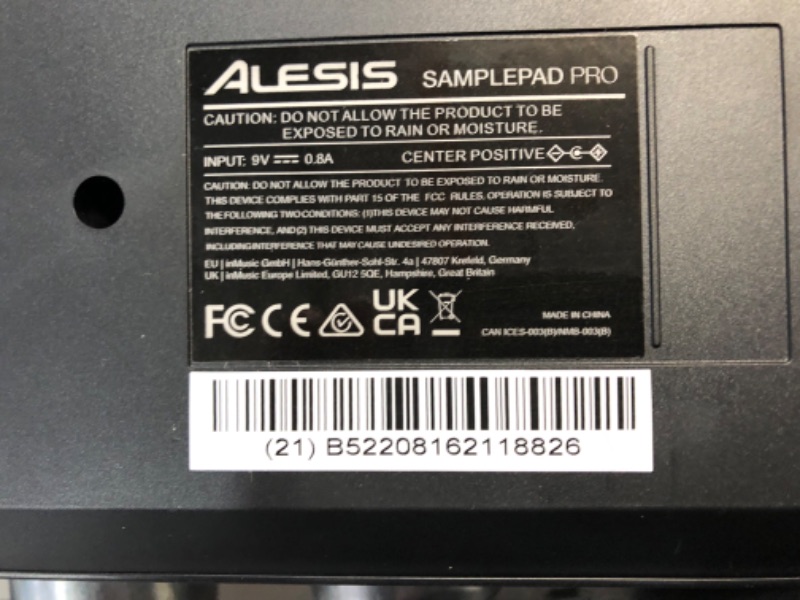 ALESIS SAMPLEPAD PRO
CAUTION: DO NOT ALLOW THE PRODUCT TO BE
EXPOSED TO RAIN OR MOISTURE.
INPUT: 9V 0.8A CENTER POSITIVE
CAUTION: DO NOT ALLOW THE PRODUCT TO BE EXPOSED TO RAIN OR MOISTURE.
THIS DEVICE COMPLIES WITH PART 15 OF THE FCC RULES. OPERATION IS SUBJECT TO
THE FOLLOWING TWO CONDITIONS: (1)THIS DEVICE MAY NOT CAUSE HARMFUL
INTERFERENCE, AND(2) THIS DEVICE MUST ACCEPT ANY INTERFERENCE RECEIVED,
INCLUDING INTERFERENCE THAT MAY CAUSE UNDESIRED OPERATION.
EU | inMusic GmbH | Hans-Günther-Sohl-Str. 4a | 47807 Krefeld, Germany
UK | inMusic Europe Limited, GU12 5QE, Hampshire, Great Britain
FC CE UK CA
MADE IN CHINA
CAN ICES-003(B)/NMB-003(B)
(21) B52208162118826